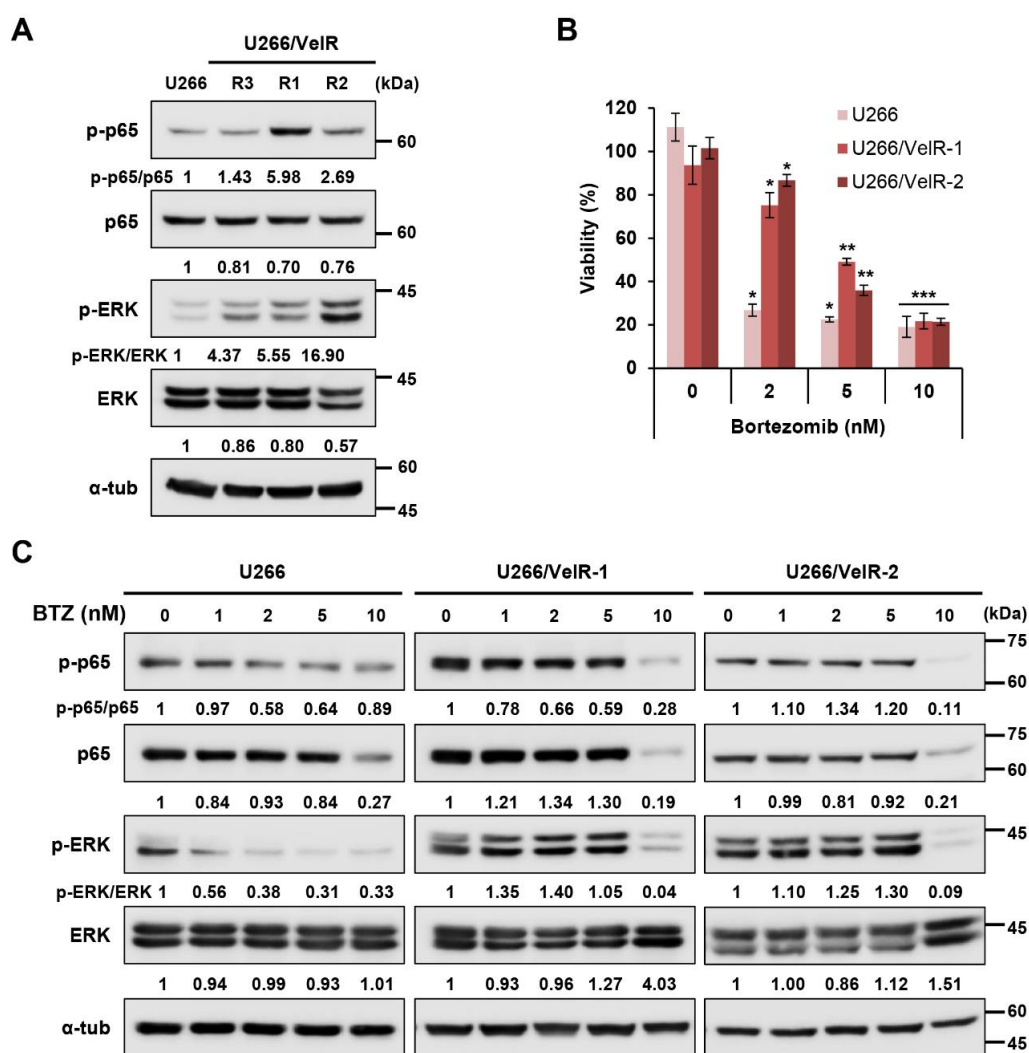 A
U266/VelR
U266 R3 R1 R2 (kDa)
p-p65
60
p-p65/p65 1 1.43 5.98 2.69
p65
60
1 0.81 0.70 0.76
p-ERK
45
p-ERK/ERK 1 4.37 5.55 16.90
ERK
45
1 0.86 0.80 0.57
α-tub
60
45
B
U266
U266/VelR-1
U266/VelR-2
Viability (%)
120
100
80
60
40
20
0
* * *
* ** **
***
0 2 5 10
Bortezomib (nM)
C
U266 U266/VelR-1 U266/VelR-2
BTZ (nM) 0 1 2 5 10 0 1 2 5 10 0 1 2 5 10 (kDa)
p-p65
75
60
p-p65/p65 1 0.97 0.58 0.64 0.89 1 0.78 0.66 0.59 0.28 1 1.10 1.34 1.20 0.11
p65
75
60
1 0.84 0.93 0.84 0.27 1 1.21 1.34 1.30 0.19 1 0.99 0.81 0.92 0.21
p-ERK
45
p-ERK/ERK 1 0.56 0.38 0.31 0.33 1 1.35 1.40 1.05 0.04 1 1.10 1.25 1.30 0.09
ERK
45
1 0.94 0.99 0.93 1.01 1 0.93 0.96 1.27 4.03 1 1.00 0.86 1.12 1.51
α-tub
60
45